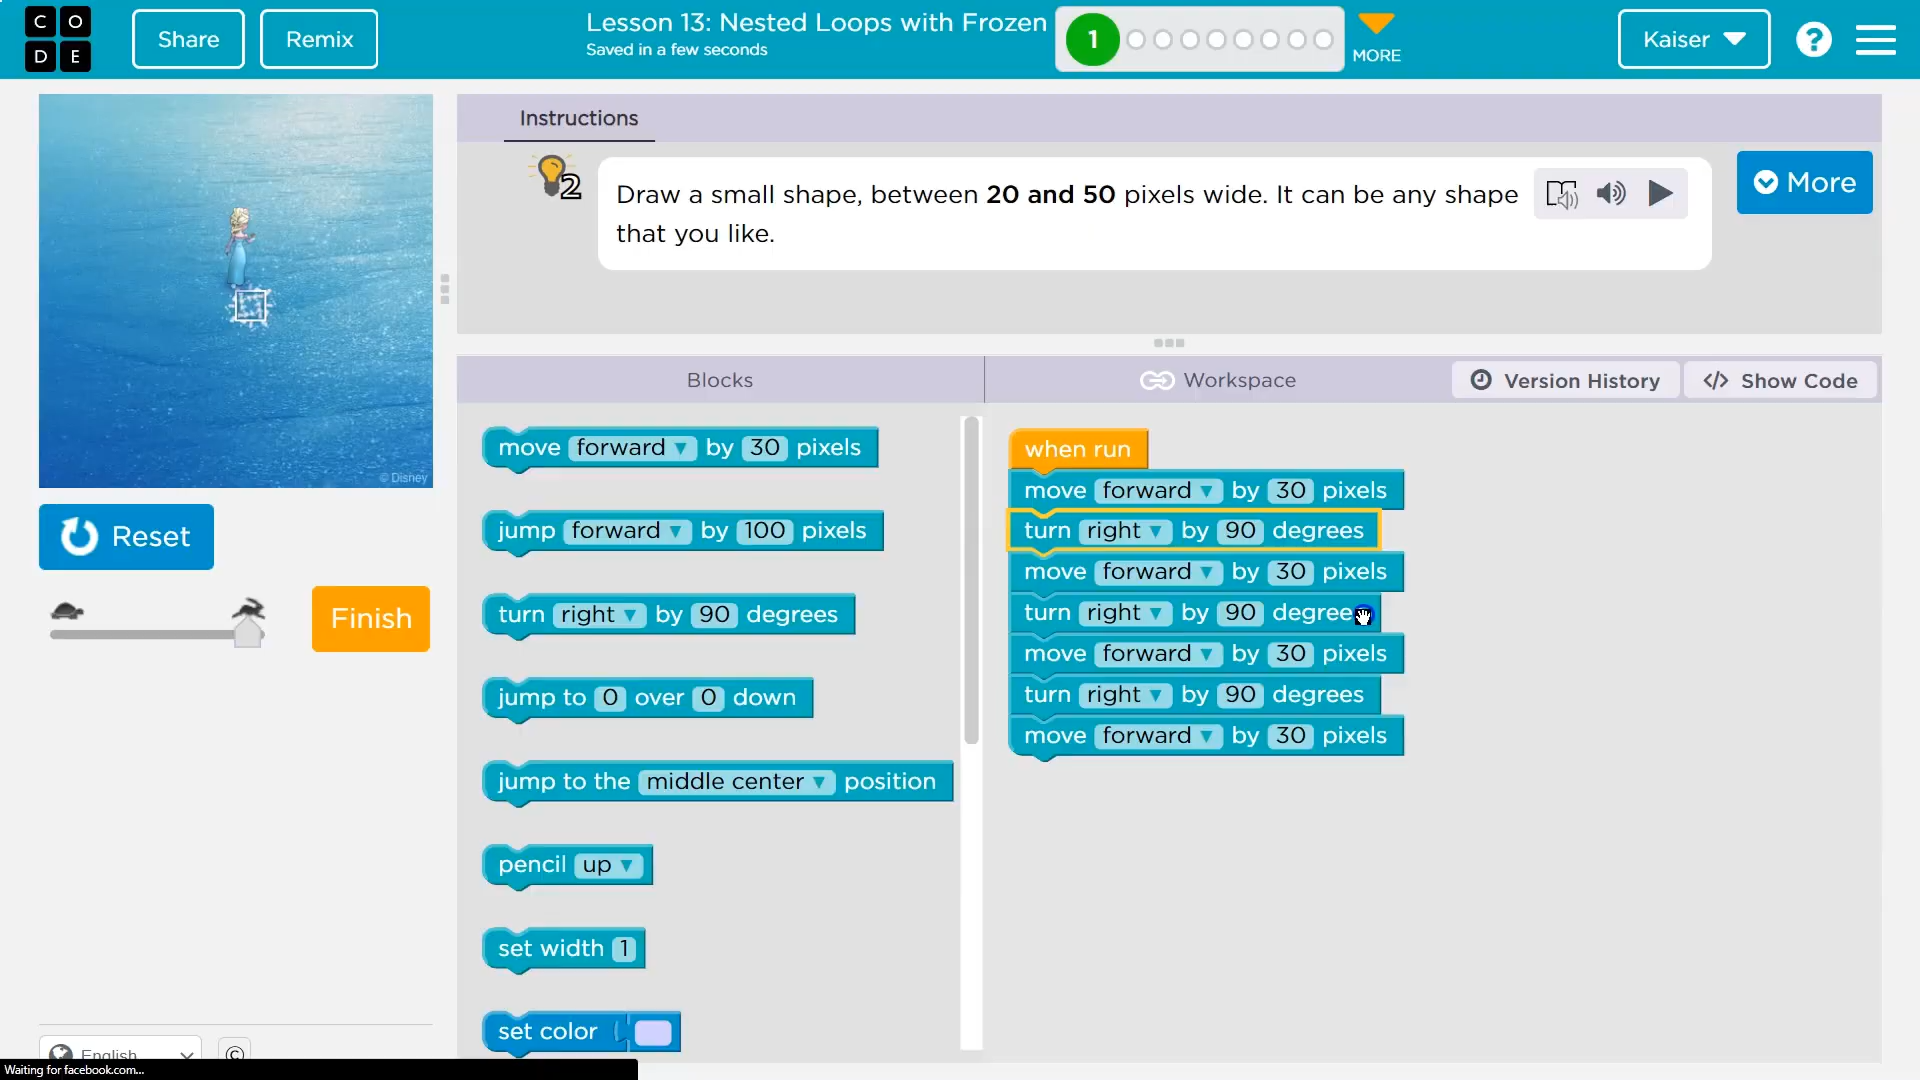 CO
DE
Share
Remix
Lesson 13: Nested Loops with Frozen
Saved in a few seconds
1
MORE
Kaiser
?
Instructions
2
Draw a small shape, between 20 and 50 pixels wide. It can be any shape
that you like.
More
© Disney
Reset
Finish
Blocks
Workspace
Version History
Show Code
move forward by 30 pixels
jump forward by 100 pixels
turn right by 90 degrees
jump to 0 over 0 down
jump to the middle center position
pencil up
set width 1
set color
when run
move forward by 30 pixels
turn right by 90 degrees
move forward by 30 pixels
turn right by 90 degree
move forward by 30 pixels
turn right by 90 degrees
move forward by 30 pixels
English
©
Waiting for facebook.com...